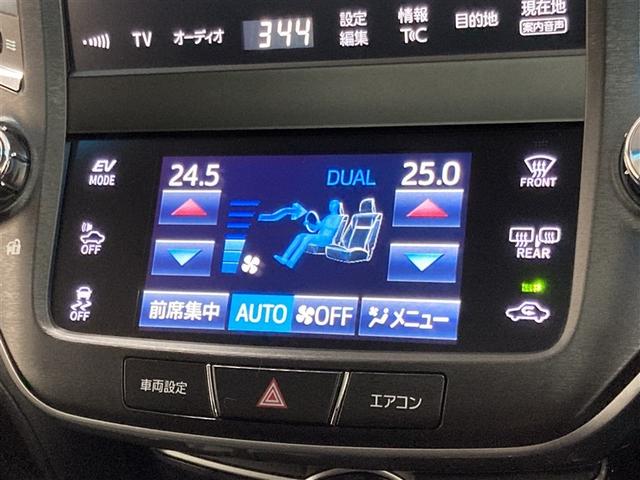 TV オーディオ 344 設定編集 情報T℃ 目的地 現在地 案内音声
EV MODE
24.5 DUAL 25.0
FRONT
OFF
REAR
OFF
前席集中 AUTO OFF メニュー
車両設定 エアコン